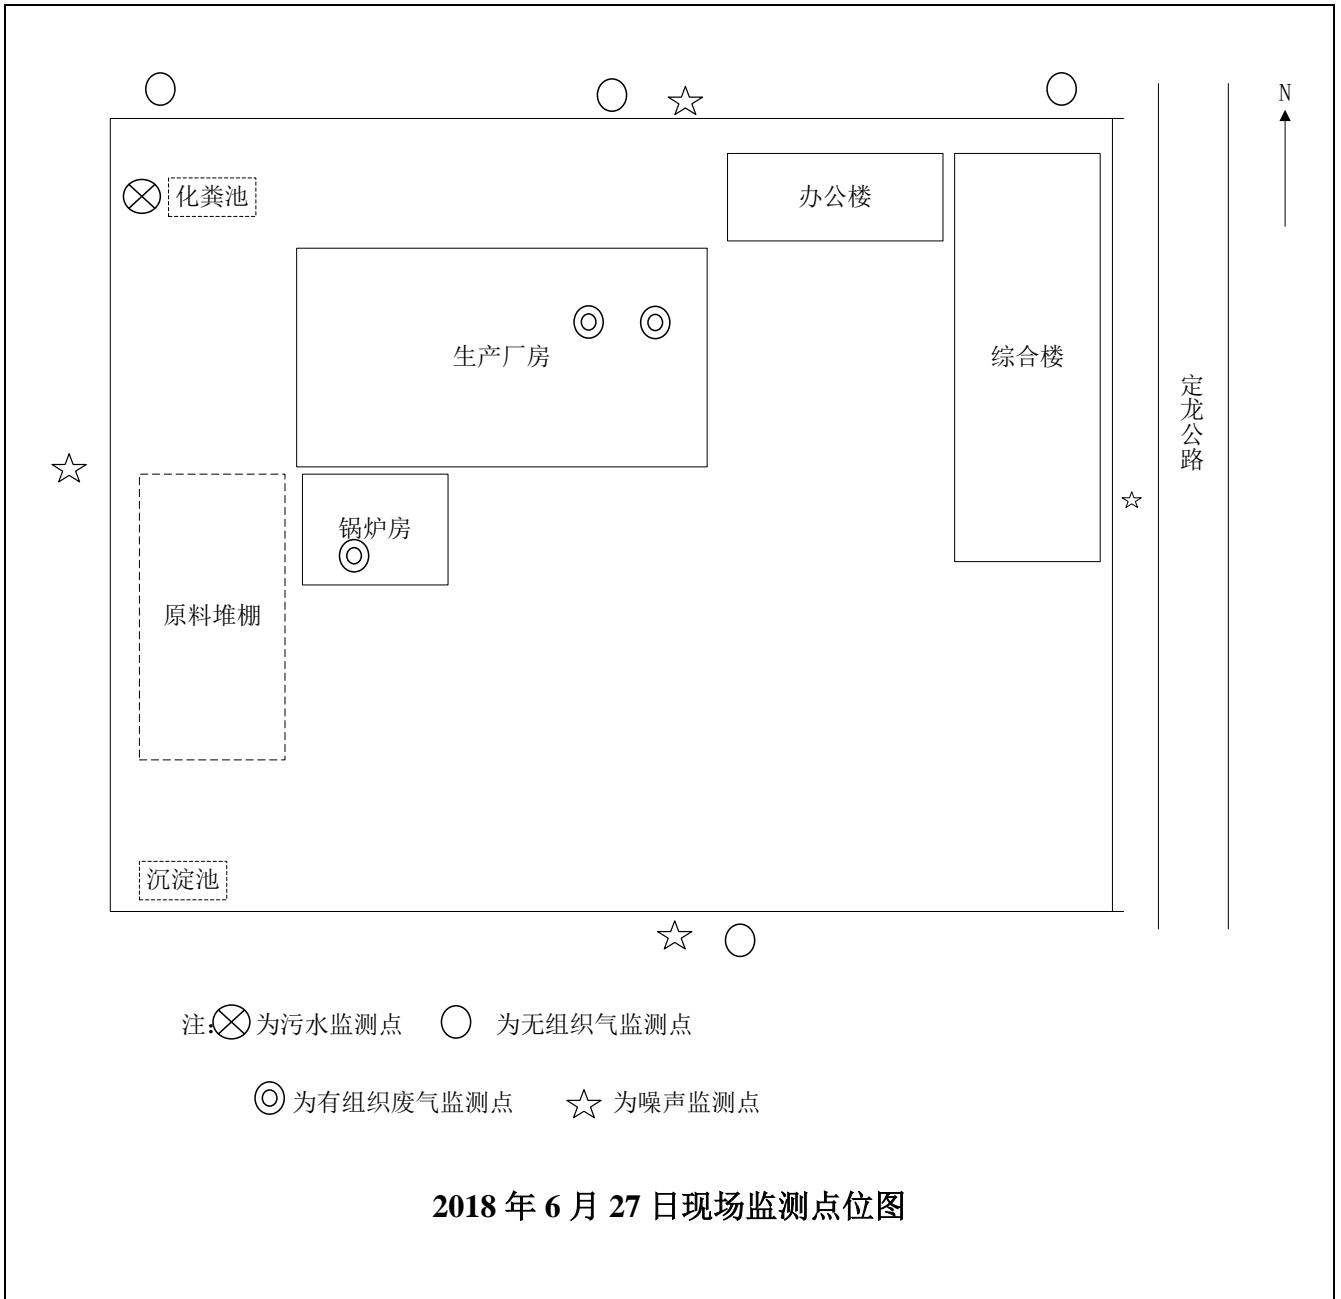 N
化粪池
办公楼
生产厂房
综合楼
定龙公路
锅炉房
原料堆棚
沉淀池
注: 为污水监测点 为无组织气监测点
为有组织废气监测点 为噪声监测点
2018 年 6 月 27 日现场监测点位图